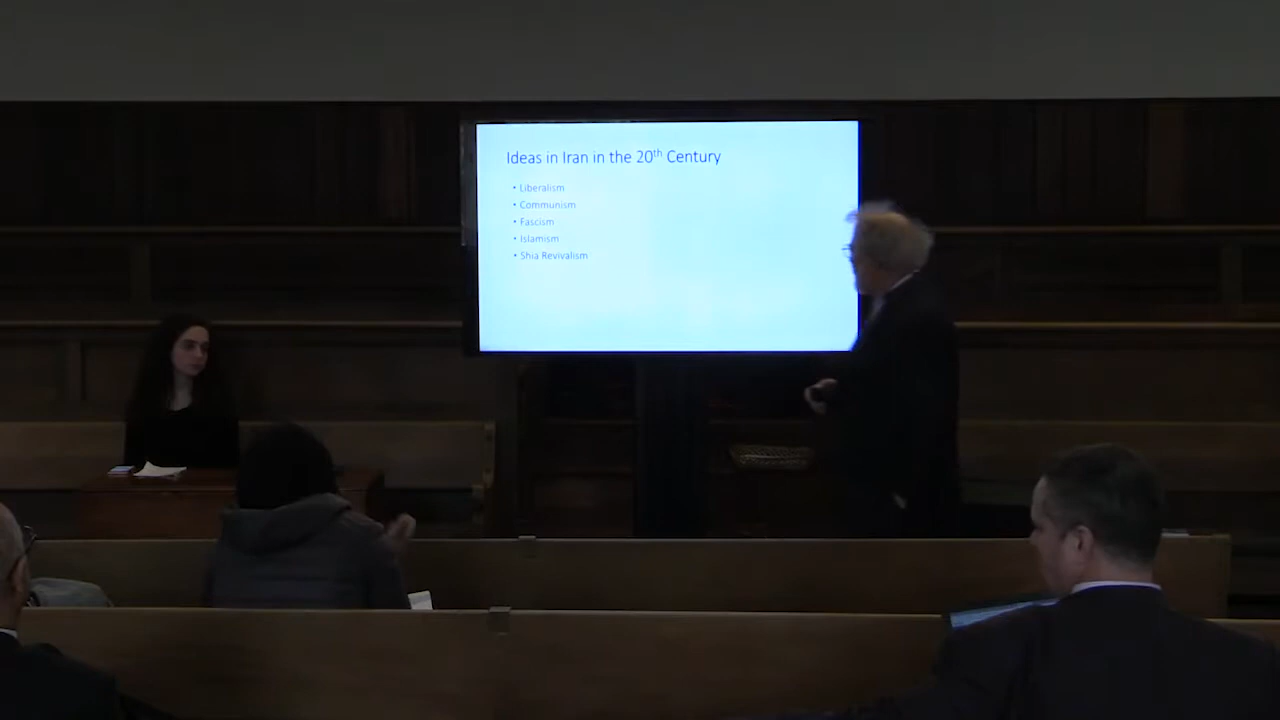 Ideas in Iran in the 20th Century
• Liberalism
• Communism
• Fascism
• Islamism
• Shia Revivalism